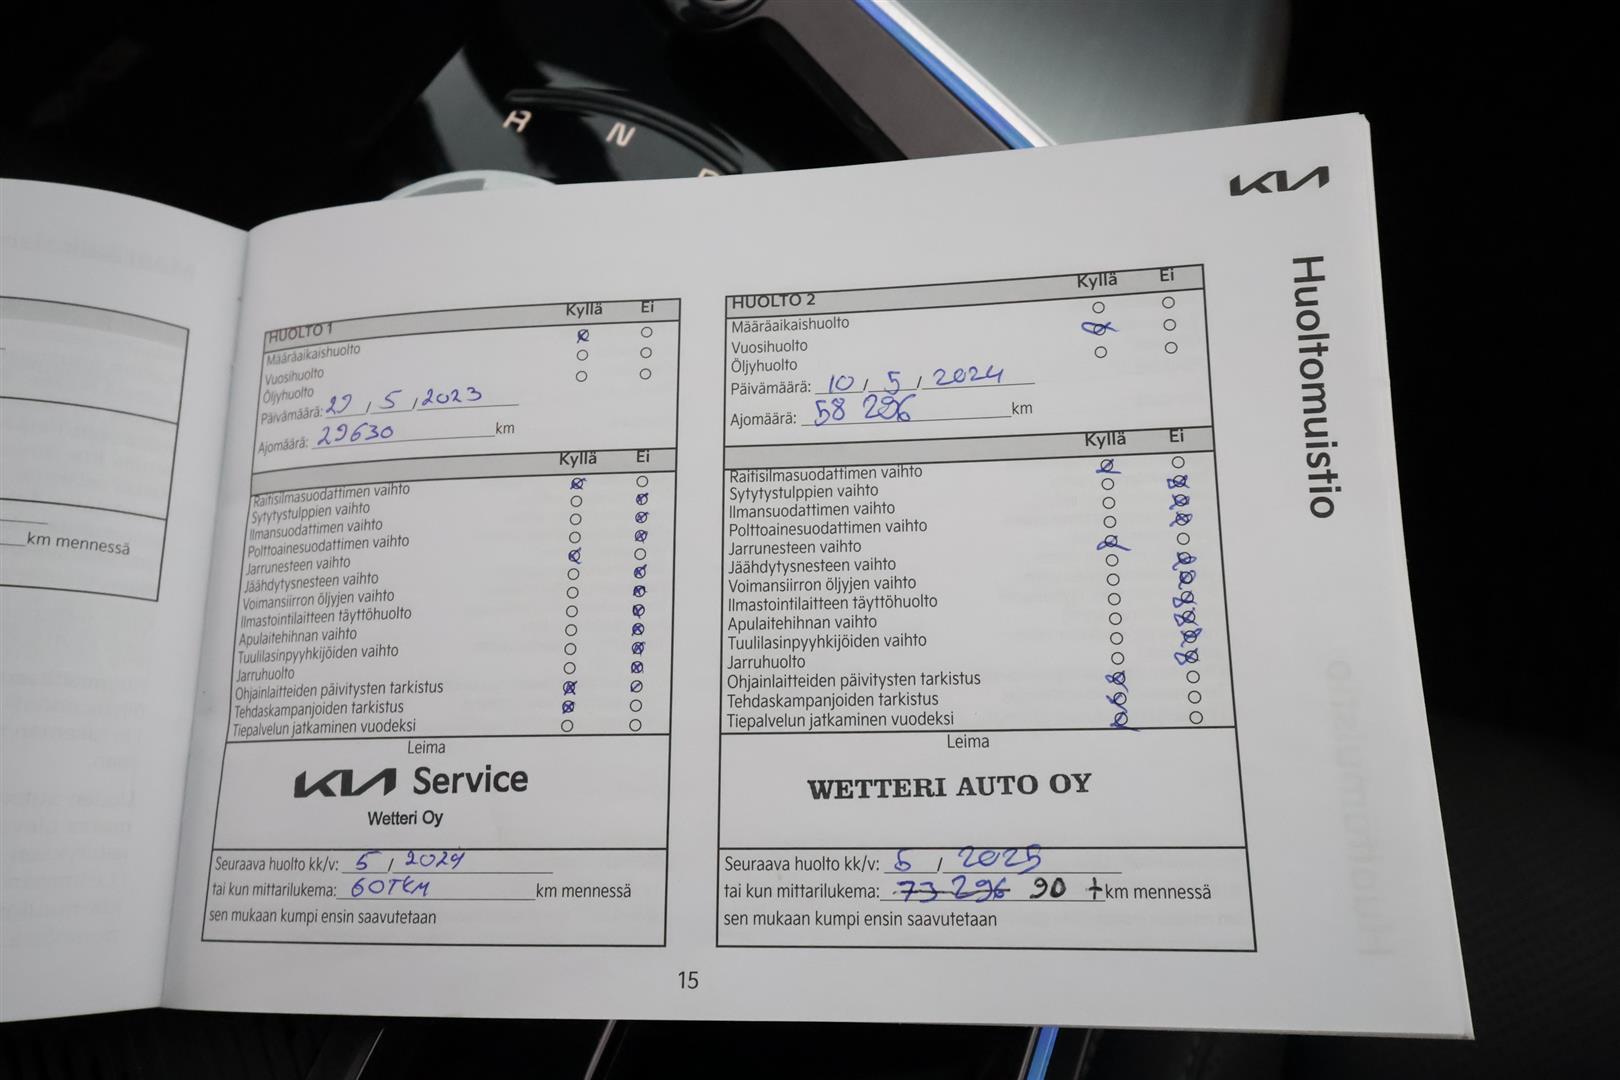 R N
KIA
Huoltomuistio
km mennessä
HUOLTO 1 Kyllä Ei
Määräaikaishuolto
Vuosihuolto
Öljyhuolto
Päivämäärä: 29 / 5 / 2023
Ajomäärä: 29630 km
Kyllä Ei
Raitisilmasuodattimen vaihto
Sytytystulppien vaihto
Ilmansuodattimen vaihto
Polttoainesuodattimen vaihto
Jarrunesteen vaihto
Jäähdytysnesteen vaihto
Voimansiirron öljyjen vaihto
Ilmastointilaitteen täyttöhuolto
Apulaitehihnan vaihto
Tuulilasinpyyhkijöiden vaihto
Jarruhuolto
Ohjainlaitteiden päivitysten tarkistus
Tehdaskampanjoiden tarkistus
Tiepalvelun jatkaminen vuodeksi
Leima
KIA Service
Wetteri Oy
Seuraava huolto kk/v: 5 / 2024
tai kun mittarilukema: 60TKM km mennessä
sen mukaan kumpi ensin saavutetaan
HUOLTO 2 Kyllä Ei
Määräaikaishuolto
Vuosihuolto
Öljyhuolto
Päivämäärä: 10 / 5 / 2024
Ajomäärä: 58 296 km
Kyllä Ei
Raitisilmasuodattimen vaihto
Sytytystulppien vaihto
Ilmansuodattimen vaihto
Polttoainesuodattimen vaihto
Jarrunesteen vaihto
Jäähdytysnesteen vaihto
Voimansiirron öljyjen vaihto
Ilmastointilaitteen täyttöhuolto
Apulaitehihnan vaihto
Tuulilasinpyyhkijöiden vaihto
Jarruhuolto
Ohjainlaitteiden päivitysten tarkistus
Tehdaskampanjoiden tarkistus
Tiepalvelun jatkaminen vuodeksi
Leima
WETTERI AUTO OY
Seuraava huolto kk/v: 5 / 2025
tai kun mittarilukema: 73 296 90 t km mennessä
sen mukaan kumpi ensin saavutetaan
15